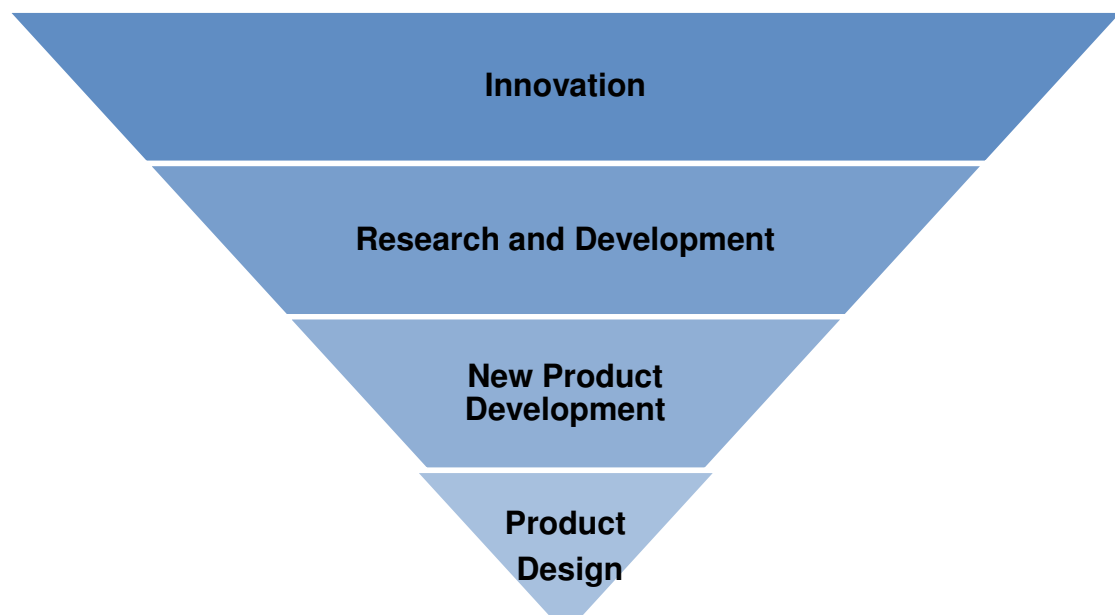 Innovation
Research and Development
New Product
Development
Product
Design